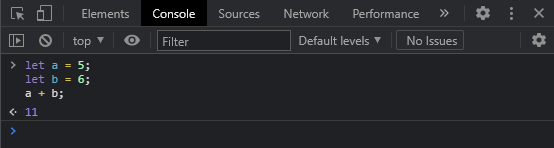 Elements Console Sources Network Performance »
top ▼ Filter Default levels ▼ No Issues
> let a = 5;
let b = 6;
a + b;
<· 11
>